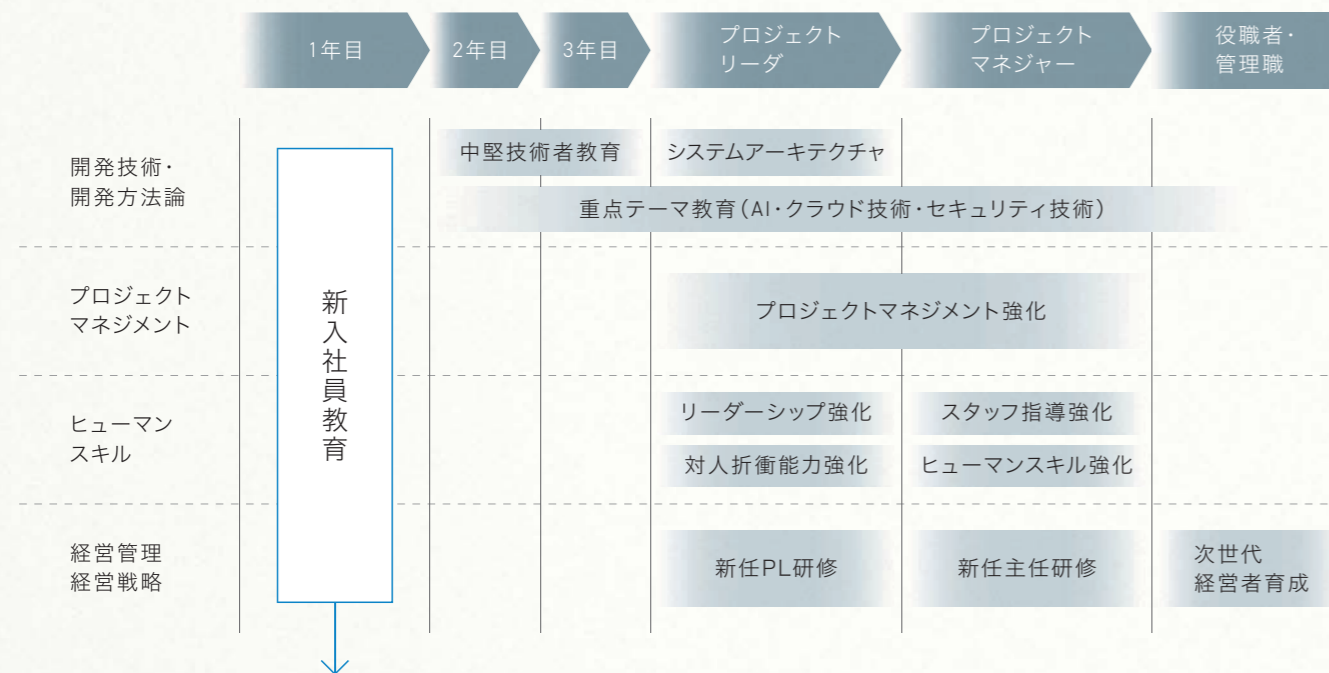 1年目
2年目
3年目
プロジェクト
リーダ
プロジェクト
マネジャー
役職者・
管理職
開発技術・
開発方法論
中堅技術者教育
システムアーキテクチャ
重点テーマ教育(AI・クラウド技術・セキュリティ技術)
プロジェクト
マネジメント
新入社員教育
プロジェクトマネジメント強化
ヒューマン
スキル
リーダーシップ強化
スタッフ指導強化
対人折衝能力強化
ヒューマンスキル強化
経営管理
経営戦略
新任PL研修
新任主任研修
次世代
経営者育成